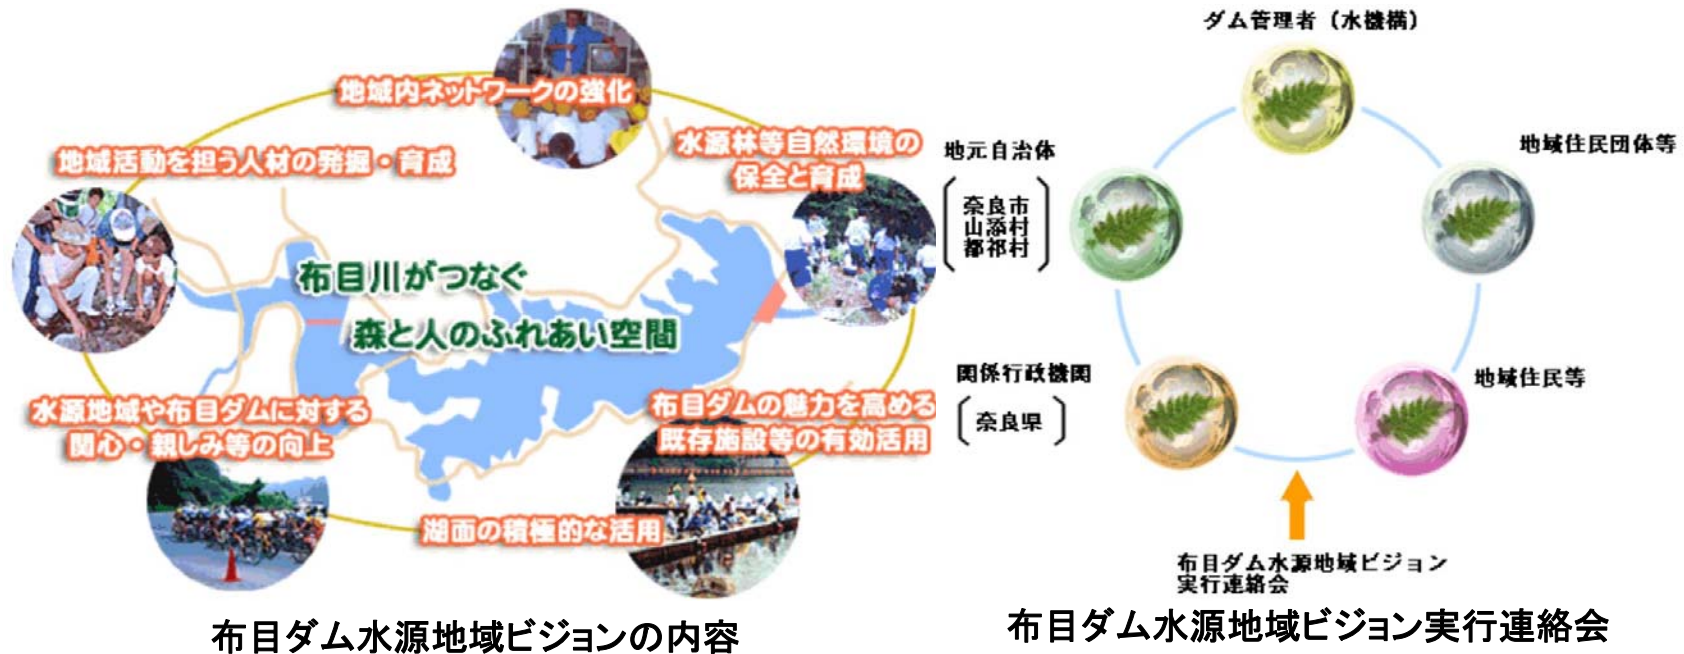 地域内ネットワークの強化
地域活動を担う人材の発掘・育成
水源林等自然環境の
保全と育成
布目川がつなぐ
森と人のふれあい空間
水源地域や布目ダムに対する
関心・親しみ等の向上
布目ダムの魅力を高める
既存施設等の有効活用
湖面の積極的な活用
布目ダム水源地域ビジョンの内容
ダム管理者（水機構）
地元自治体
奈良市
山添村
都祁村
地域住民団体等
関係行政機関
奈良県
地域住民等
布目ダム水源地域ビジョン
実行連絡会
布目ダム水源地域ビジョン実行連絡会